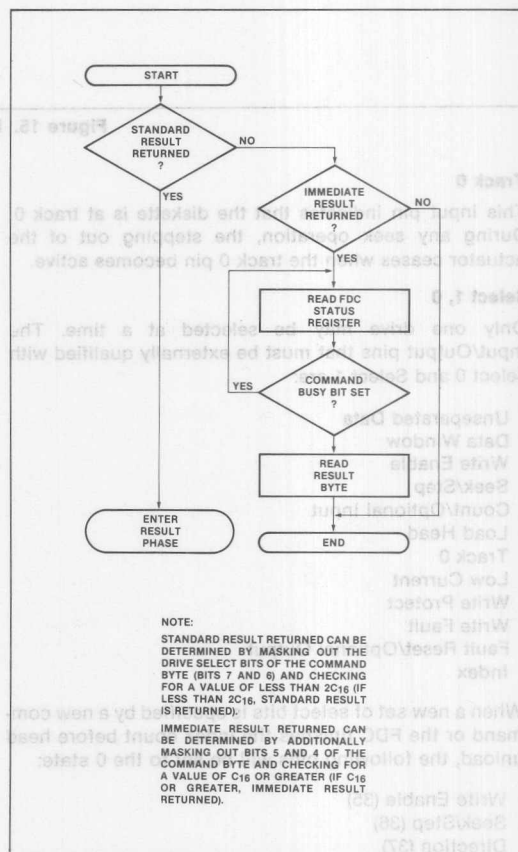 START
STANDARD
RESULT
RETURNED
?
NO
YES
IMMEDIATE
RESULT
RETURNED
?
NO
YES
READ FDC
STATUS
REGISTER
YES
COMMAND
BUSY BIT SET
?
READ
RESULT
BYTE
ENTER
RESULT
PHASE
END
NOTE:
STANDARD RESULT RETURNED CAN BE
DETERMINED BY MASKING OUT THE
DRIVE SELECT BITS OF THE COMMAND
BYTE (BITS 7 AND 6) AND CHECKING
FOR A VALUE OF LESS THAN 2C16 (IF
LESS THAN 2C16, STANDARD RESULT
IS RETURNED).
IMMEDIATE RESULT RETURNED CAN
BE DETERMINED BY ADDITIONALLY
MASKING OUT BITS 5 AND 4 OF THE
COMMAND BYTE AND CHECKING FOR
A VALUE OF C16 OR GREATER (IF C16
OR GREATER, IMMEDIATE RESULT
RETURNED).
Figure 15.
Track 0
This input pin indicates that the diskette is at track 0.
During any seek operation, the stepping out of the
actuator ceases when the track 0 pin becomes active.
Select 1, 0
Only one drive may be selected at a time. The
Input/Output pins that must be externally qualified with
Select 0 and Select 1 are:
Unseparated Data
Data Window
Write Enable
Seek/Step
Count/Optional Input
Load Head
Track 0
Low Current
Write Protect
Write Fault
Fault Reset/Optional
Index
When a new set of select bits is specified by a new com-
mand or the FDC count before head
unload, the to the 0 state:
Write Enable (35)
Seek/Step (36)
Direction (37)